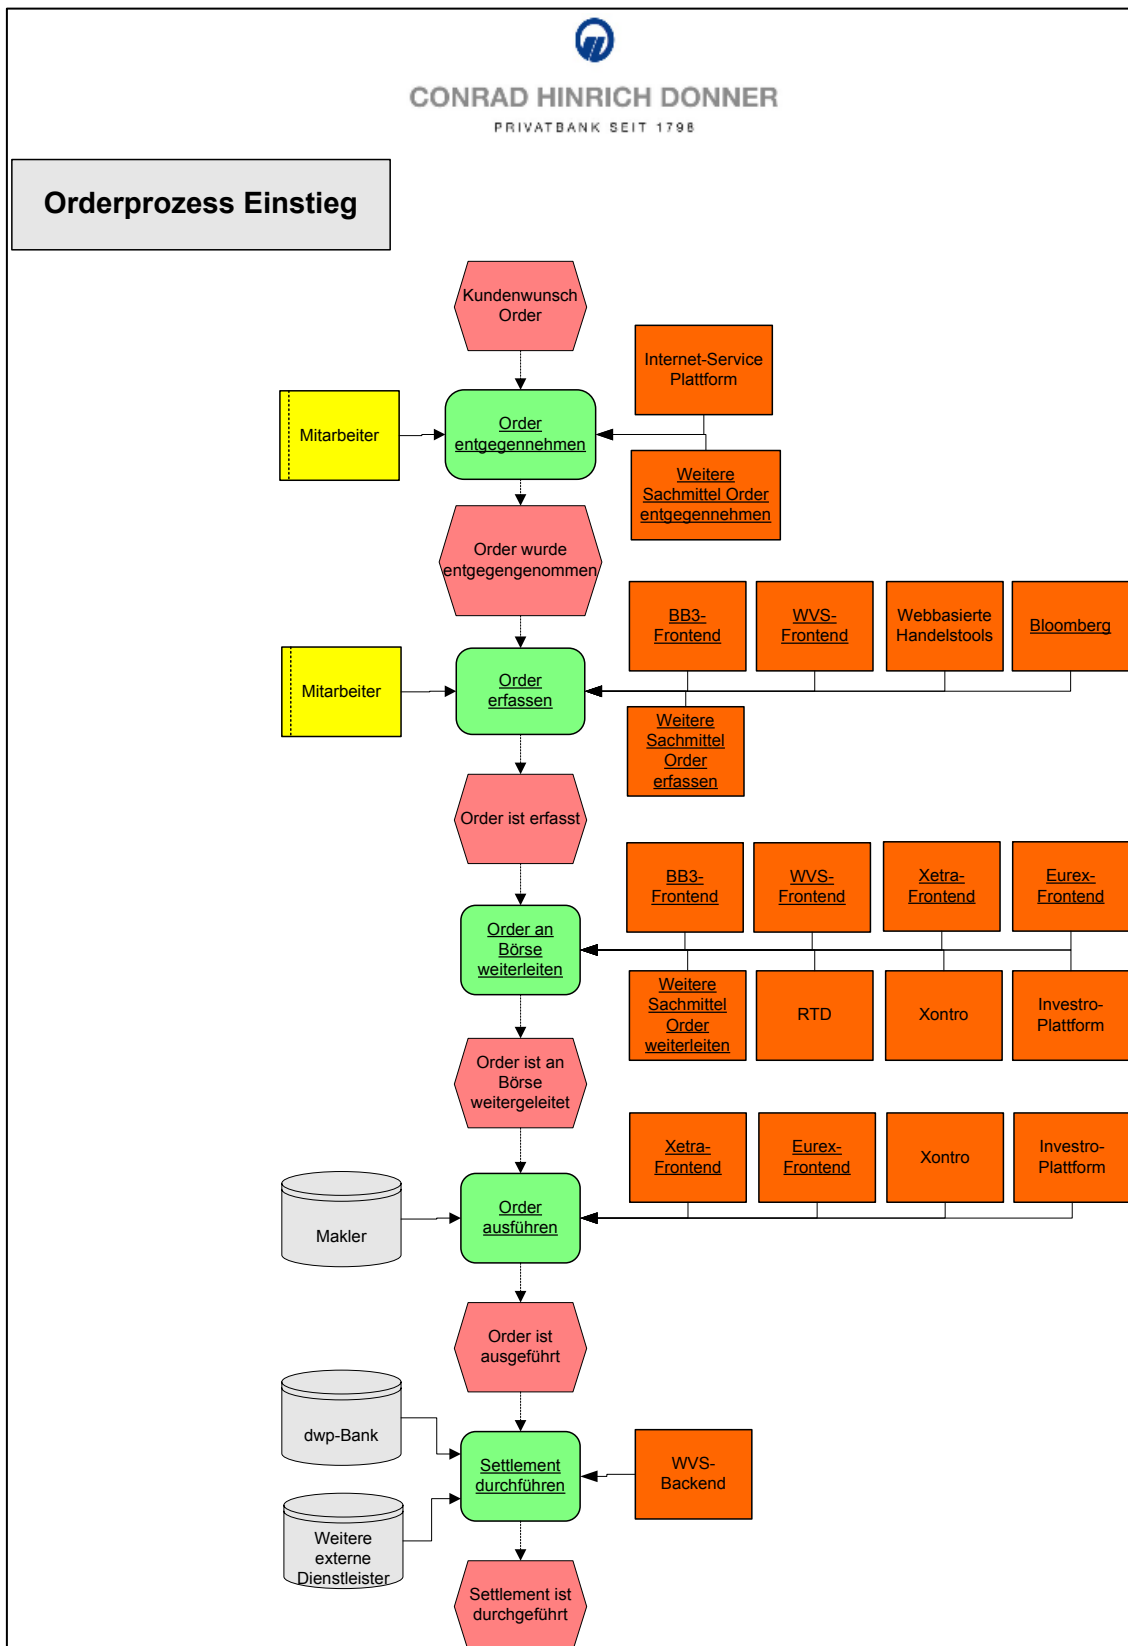 CONRAD HINRICH DONNER
PRIVATBANK SEIT 1798
Orderprozess Einstieg
Kundenwunsch
Order
Internet-Service
Plattform
Mitarbeiter
Order
entgegennehmen
Weitere
Sachmittel Order
entgegennehmen
Order wurde
entgegengenommen
BB3-
Frontend
WVS-
Frontend
Webbasierte
Handelstools
Bloomberg
Mitarbeiter
Order
erfassen
Weitere
Sachmittel
Order
erfassen
Order ist erfasst
BB3-
Frontend
WVS-
Frontend
Xetra-
Frontend
Eurex-
Frontend
Order an
Börse
weiterleiten
Weitere
Sachmittel
Order
weiterleiten
RTD
Xontro
Investro-
Plattform
Order ist an
Börse
weitergeleitet
Xetra-
Frontend
Eurex-
Frontend
Xontro
Investro-
Plattform
Makler
Order
ausführen
Order ist
ausgeführt
dwp-Bank
Settlement
durchführen
WVS-
Backend
Weitere
externe
Dienstleister
Settlement ist
durchgeführt